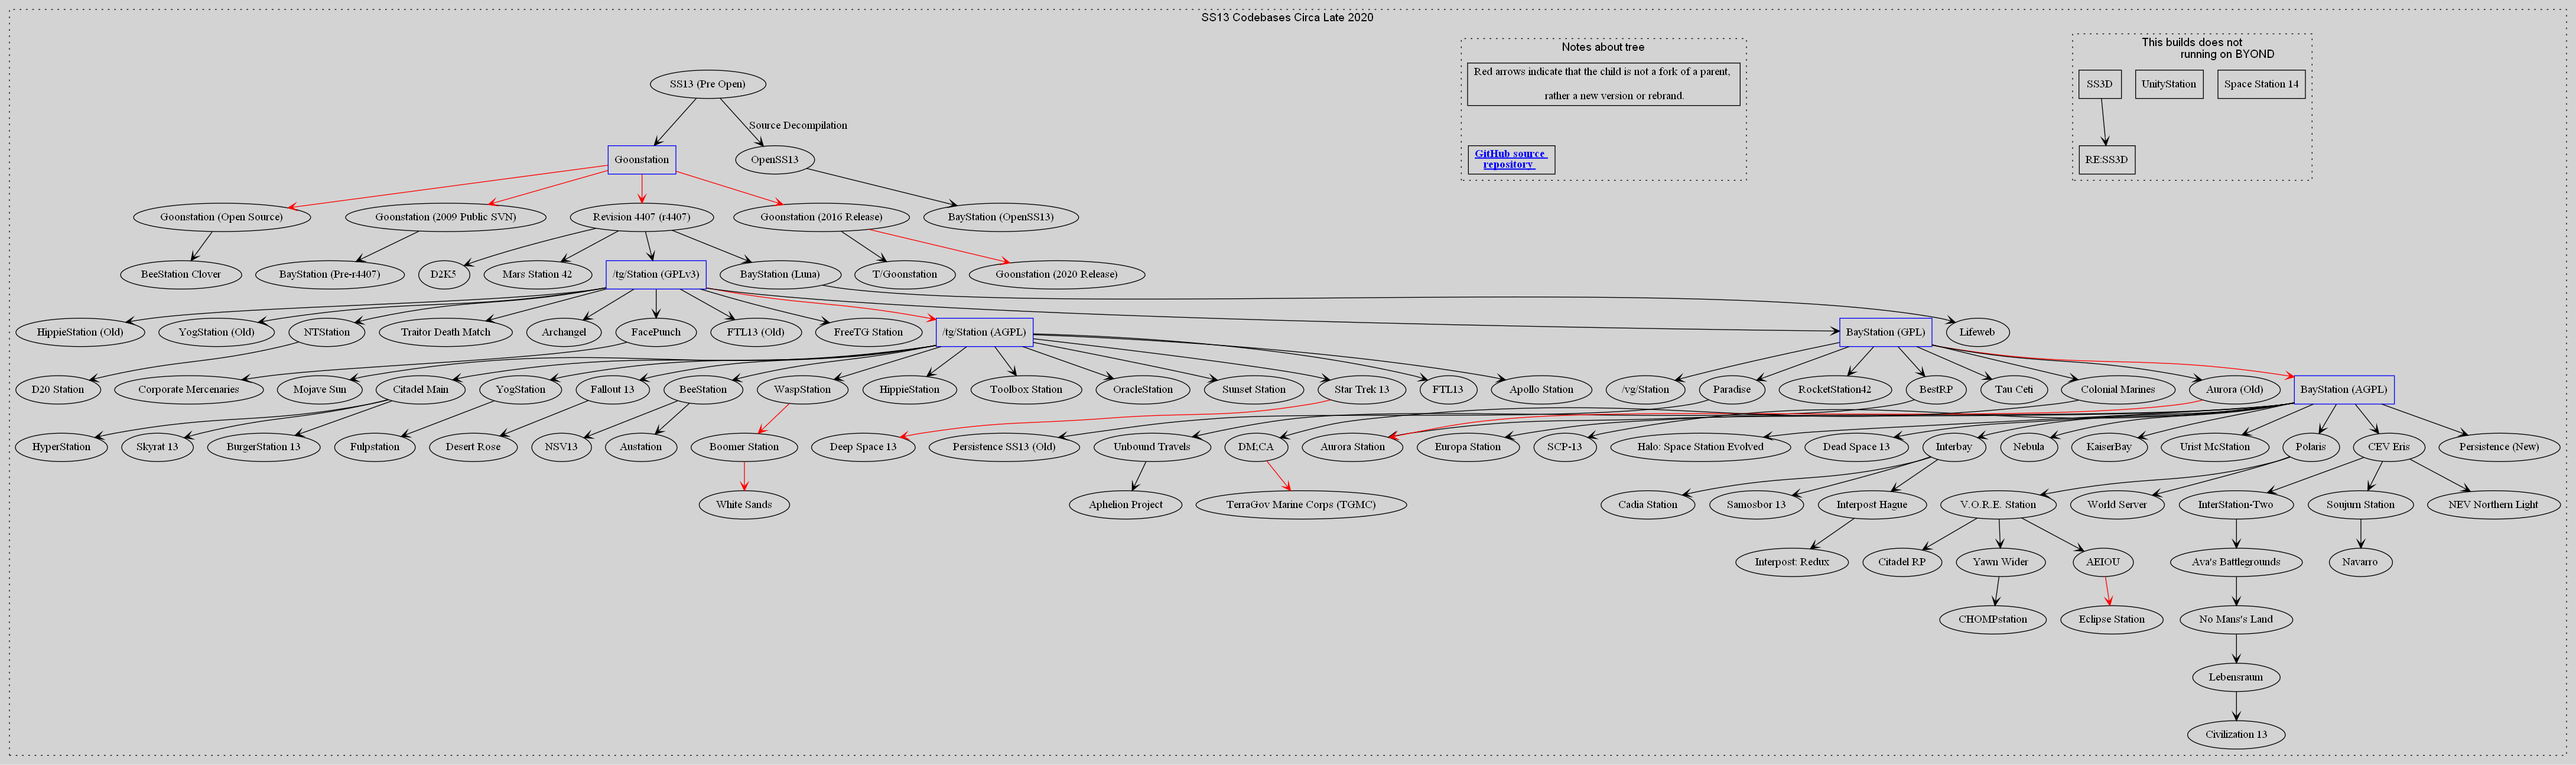 SS13 Codebases Circa Late 2020
Notes about tree
Red arrows indicate that the child is not a fork of a parent,
rather a new version or rebrand.
GitHub source
repository
This builds does not
running on BYOND
SS3D
UnityStation
Space Station 14
RE:SS3D
SS13 (Pre Open)
Source Decompilation
Goonstation
OpenSS13
Goonstation (Open Source)
Goonstation (2009 Public SVN)
Revision 4407 (r4407)
Goonstation (2016 Release)
BayStation (OpenSS13)
BeeStation Clover
BayStation (Pre-r4407)
D2K5
Mars Station 42
/tg/Station (GPLv3)
BayStation (Luna)
T/Goonstation
Goonstation (2020 Release)
HippieStation (Old)
YogStation (Old)
NTStation
Traitor Death Match
Archangel
FacePunch
FTL13 (Old)
FreeTG Station
/tg/Station (AGPL)
BayStation (GPL)
Lifeweb
D20 Station
Corporate Mercenaries
Mojave Sun
Citadel Main
YogStation
Fallout 13
BeeStation
WaspStation
HippieStation
Toolbox Station
OracleStation
Sunset Station
Star Trek 13
FTL13
Apollo Station
/vg/Station
Paradise
RocketStation42
BestRP
Tau Ceti
Colonial Marines
Aurora (Old)
BayStation (AGPL)
HyperStation
Skyrat 13
BurgerStation 13
Fulpstation
Desert Rose
NSV13
Austation
Boomer Station
Deep Space 13
Persistence SS13 (Old)
Unbound Travels
DM;CA
Aurora Station
Europa Station
SCP-13
Halo: Space Station Evolved
Dead Space 13
Interbay
Nebula
KaiserBay
Urist McStation
Polaris
CEV Eris
Persistence (New)
White Sands
Aphelion Project
TerraGov Marine Corps (TGMC)
Cadia Station
Samosbor 13
Interpost Hague
V.O.R.E. Station
World Server
InterStation-Two
Soujurn Station
NEV Northern Light
Interpost: Redux
Citadel RP
Yawn Wider
AEIOU
Ava's Battlegrounds
Navarro
CHOMPstation
Eclipse Station
No Mans's Land
Lebensraum
Civilization 13